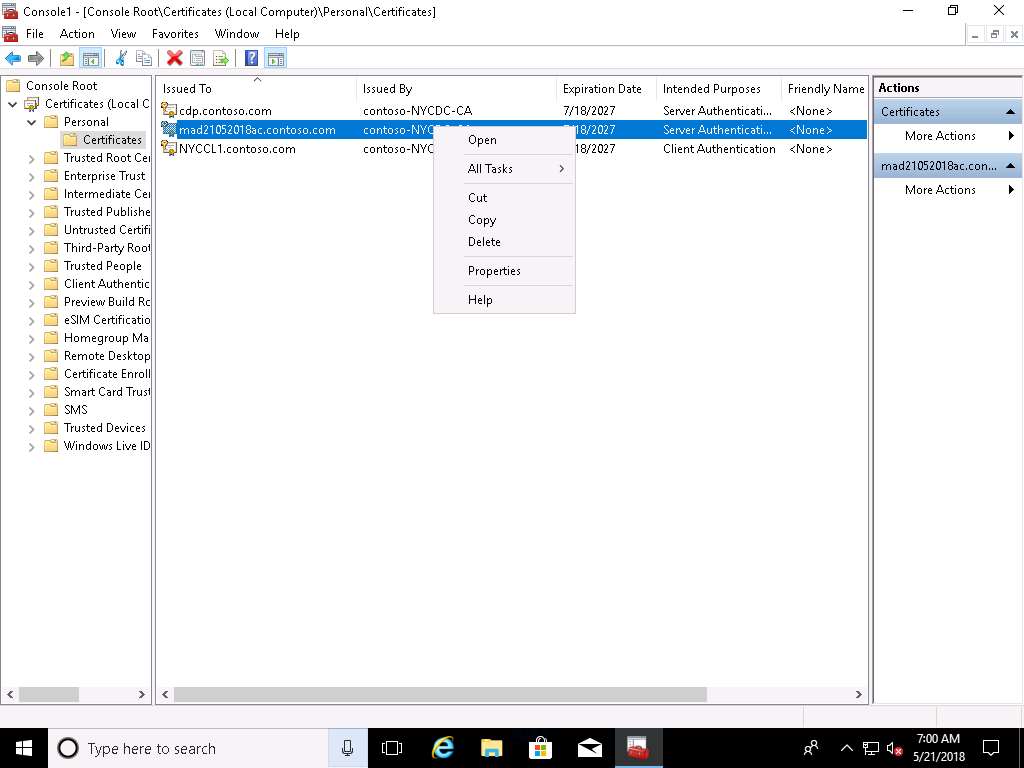 Console1 - [Console Root\Certificates (Local Computer)\Personal\Certificates]
File Action View Favorites Window Help
Console Root
Certificates (Local C
Personal
Certificates
Trusted Root Cer
Enterprise Trust
Intermediate Cer
Trusted Publishe
Untrusted Certifi
Third-Party Root
Trusted People
Client Authentic
Preview Build Ro
eSIM Certificatio
Homegroup Ma
Remote Desktop
Certificate Enroll
Smart Card Trust
SMS
Trusted Devices
Windows Live ID
Issued To Issued By Expiration Date Intended Purposes Friendly Name
cdp.contoso.com contoso-NYCDC-CA 7/18/2027 Server Authenticati... <None>
mad21052018ac.contoso.com contoso-NYCDC-CA 7/18/2027 Server Authenticati... <None>
NYCCL1.contoso.com contoso-NYC 18/2027 Client Authentication <None>
Open
All Tasks
Cut
Copy
Delete
Properties
Help
Actions
Certificates
More Actions
mad21052018ac.con...
More Actions
Type here to search
7:00 AM
5/21/2018